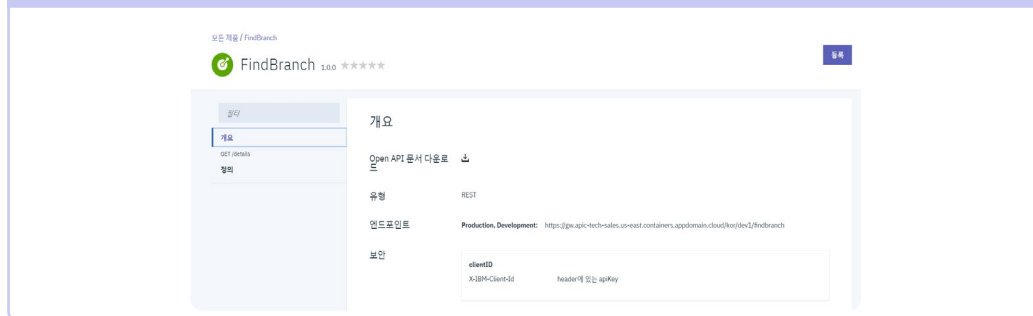 모든 제품 / FindBranch
FindBranch 1.0.0 ★★★★★
등록
필터
개요
GET /details
정의
개요
Open API 문서 다운로
드
유형 REST
엔드포인트 Production, Development: https://gw.apic-tech-sales.us-east.containers.appdomain.cloud/kor/dev1/findbranch
보안
clientID
X-IBM-Client-Id header에 있는 apiKey